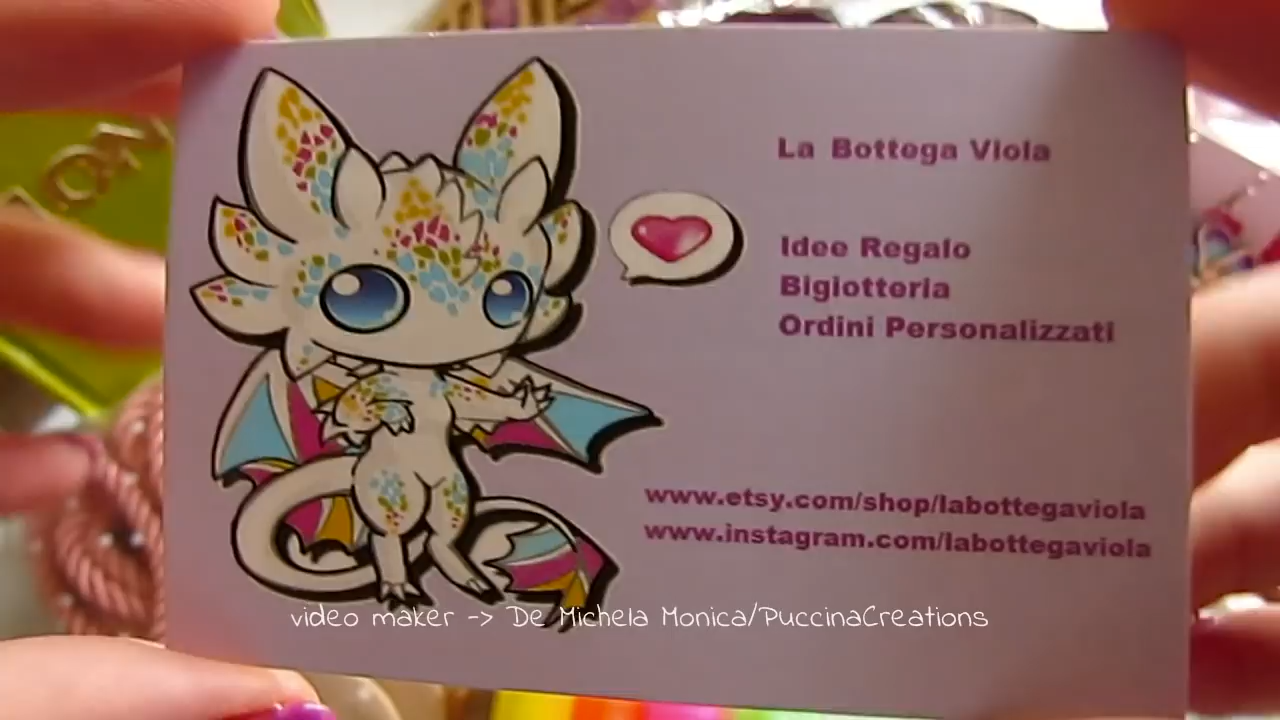 La Bottega Viola
Idee Regalo
Bigiotteria
Ordini Personalizzati
www.etsy.com/shop/labottegaviola
www.instagram.com/labottegaviola
video maker -> De Michela Monica/PuccinaCreations